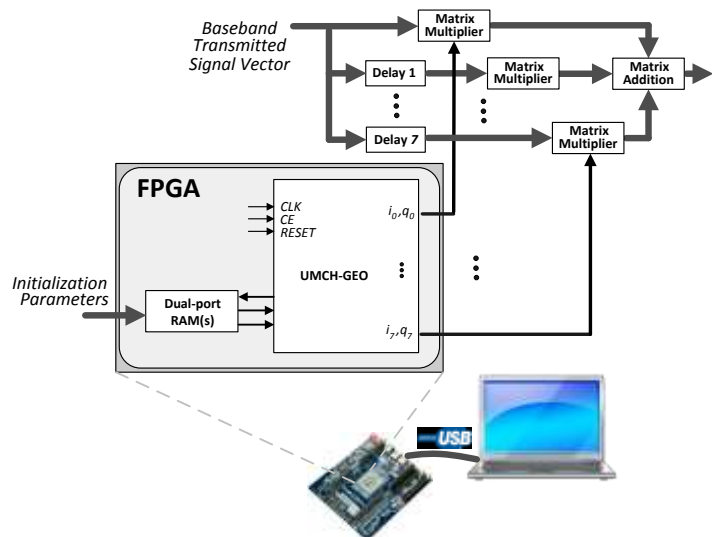 Baseband
Transmitted
Signal Vector
Matrix
Multiplier
Delay 1
Matrix
Multiplier
Matrix
Addition
Delay 7
Matrix
Multiplier
FPGA
CLK
CE
RESET
i0,q0
UMCH-GEO
Initialization
Parameters
Dual-port
RAM(s)
i7,q7
USB